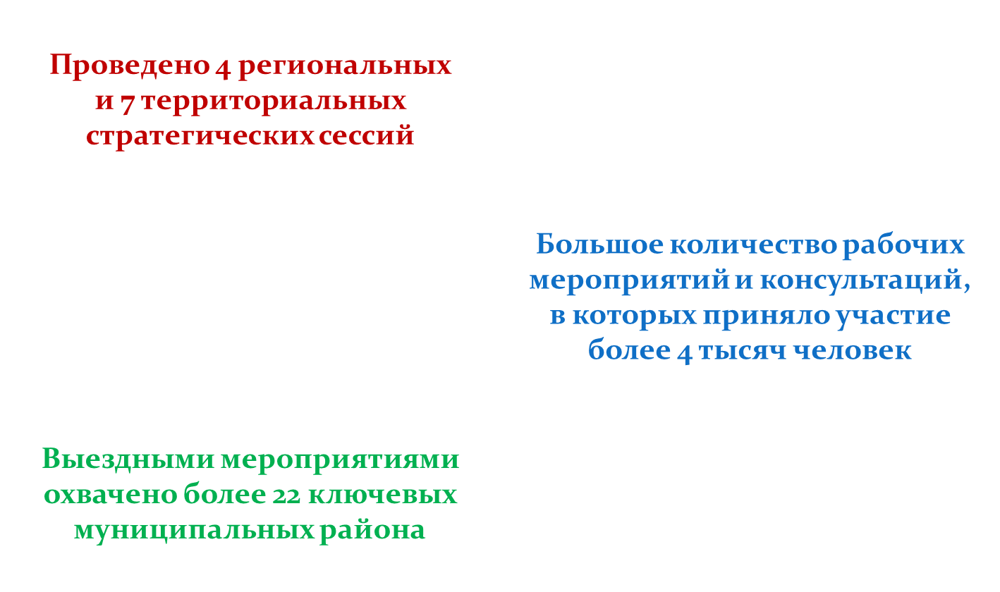 Проведено 4 региональных
и 7 территориальных
стратегических сессий
Большое количество рабочих
мероприятий и консультаций,
в которых приняло участие
более 4 тысяч человек
Выездными мероприятиями
охвачено более 22 ключевых
муниципальных района